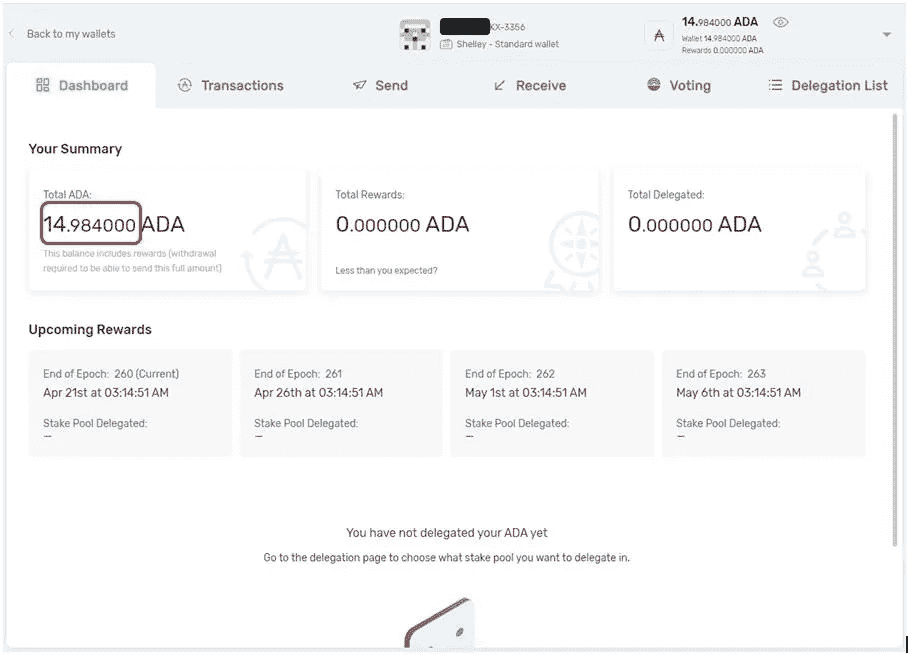 Back to my wallets
XX-3356
Shelley - Standard wallet
14.984000 ADA
Wallet 14.984000 ADA
Rewards 0.000000 ADA
Dashboard
Transactions
Send
Receive
Voting
Delegation List
Your Summary
Total ADA:
14.984000 ADA
This balance includes rewards (withdrawal
required to be able to send this full amount)
Total Rewards:
0.000000 ADA
Less than you expected?
Total Delegated:
0.000000 ADA
Upcoming Rewards
End of Epoch: 260 (Current)
Apr 21st at 03:14:51 AM
Stake Pool Delegated:
—
End of Epoch: 261
Apr 26th at 03:14:51 AM
Stake Pool Delegated:
—
End of Epoch: 262
May 1st at 03:14:51 AM
Stake Pool Delegated:
—
End of Epoch: 263
May 6th at 03:14:51 AM
Stake Pool Delegated:
—
You have not delegated your ADA yet
Go to the delegation page to choose what stake pool you want to delegate in.